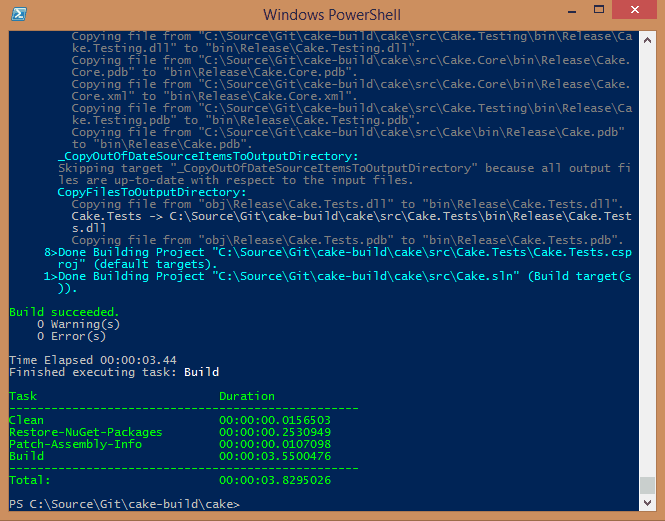 Windows PowerShell
Copying file from "C:\Source\Git\cake-build\cake\src\Cake.Testing\bin\Release\Ca
ke.Testing.dll" to "bin\Release\Cake.Testing.dll".
Copying file from "C:\Source\Git\cake-build\cake\src\Cake.Core\bin\Release\Cake.
Core.pdb" to "bin\Release\Cake.Core.pdb".
Copying file from "C:\Source\Git\cake-build\cake\src\Cake.Core\bin\Release\Cake.
Core.xml" to "bin\Release\Cake.Core.xml".
Copying file from "C:\Source\Git\cake-build\cake\src\Cake.Testing\bin\Release\Ca
ke.Testing.pdb" to "bin\Release\Cake.Testing.pdb".
Copying file from "C:\Source\Git\cake-build\cake\src\Cake\bin\Release\Cake.pdb"
to "bin\Release\Cake.pdb".
_CopyOutOfDateSourceItemsToOutputDirectory:
Skipping target "_CopyOutOfDateSourceItemsToOutputDirectory" because all output fi
les are up-to-date with respect to the input files.
CopyFilesToOutputDirectory:
Copying file from "obj\Release\Cake.Tests.dll" to "bin\Release\Cake.Tests.dll".
Cake.Tests -> C:\Source\Git\cake-build\cake\src\Cake.Tests\bin\Release\Cake.Test
s.dll
Copying file from "obj\Release\Cake.Tests.pdb" to "bin\Release\Cake.Tests.pdb".
8>Done Building Project "C:\Source\Git\cake-build\cake\src\Cake.Tests\Cake.Tests.csp
roj" (default targets).
1>Done Building Project "C:\Source\Git\cake-build\cake\src\Cake.sln" (Build target(s
)).
Build succeeded.
0 Warning(s)
0 Error(s)
Time Elapsed 00:00:03.44
Finished executing task: Build
Task Duration
--------------------------------------------------
Clean 00:00:00.0156503
Restore-NuGet-Packages 00:00:00.2530949
Patch-Assembly-Info 00:00:00.0107098
Build 00:00:03.5500476
--------------------------------------------------
Total: 00:00:03.8295026
PS C:\Source\Git\cake-build\cake>